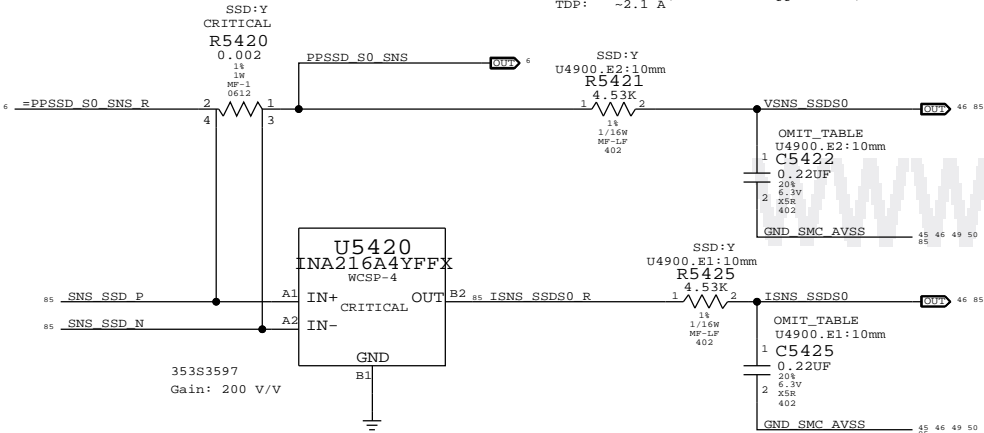 TDP: ~2.1 A
SSD:Y
CRITICAL
R5420
0.002
1%
1W
MF-1
0612
6 =PPSSD_S0_SNS_R 2 1
4 3
PPSSD_S0_SNS OUT 6
SSD:Y
U4900.E2:10mm
R5421
4.53K
1 2
1%
1/16W
MF-LF
402
VSNS_SSDS0 OUT 46 85
OMIT_TABLE
U4900.E2:10mm
1 C5422
0.22UF
20%
6.3V
2 X5R
402
GND_SMC_AVSS 45 46 49 50
85
U5420
INA216A4YFFX
WCSP-4
85 SNS_SSD_P A1 IN+ OUT B2 85 ISNS_SSDS0_R
CRITICAL
85 SNS_SSD_N A2 IN-
GND
B1
353S3597
Gain: 200 V/V
SSD:Y
U4900.E1:10mm
R5425
4.53K
1 2
1%
1/16W
MF-LF
402
ISNS_SSDS0 OUT 46 85
OMIT_TABLE
U4900.E1:10mm
1 C5425
0.22UF
20%
6.3V
2 X5R
402
GND_SMC_AVSS 45 46 49 50
www